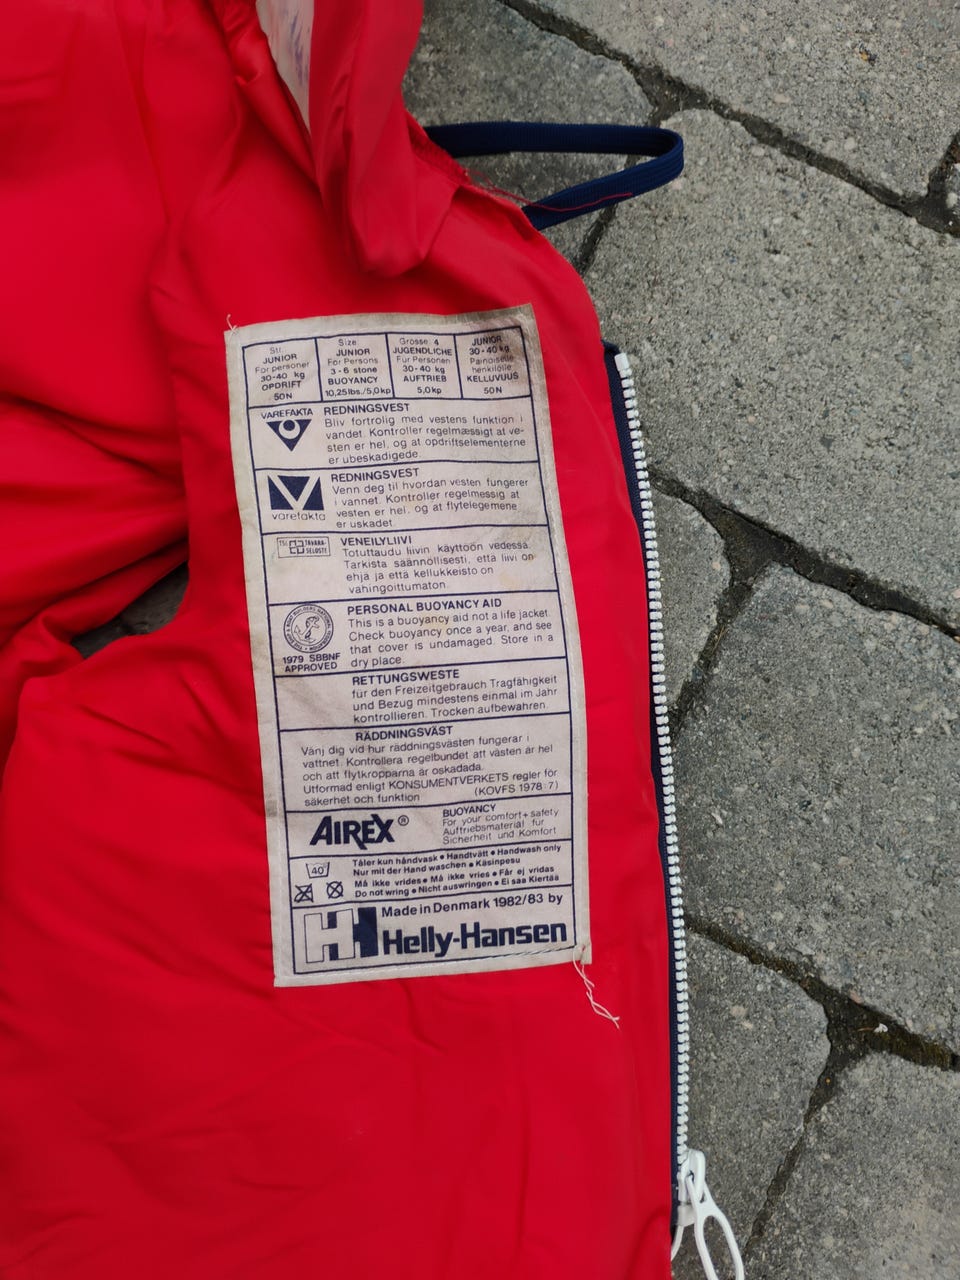 Str.
JUNIOR
For personer
30-40 kg
OPDRIFT
50N
Size
JUNIOR
For Persons
3-6 stone
BUOYANCY
10,25lbs./5,0kp
Grösse 4
JUGENDLICHE
Für Personen
30-40 kg
AUFTRIEB
5,0kp
JUNIOR
30-40 kg
Painoiselle
henkilölle
KELLUVUUS
50N
VAREFAKTA
REDNINGSVEST
Bliv fortrolig med vestens funktion i
vandet. Kontroller regelmæssigt at ve-
sten er hel, og at opdriftselementerne
er ubeskadigede.
varefakta
REDNINGSVEST
Venn deg til hvordan vesten fungerer
i vannet. Kontroller regelmessig at
vesten er hel, og at flytelegemene
er uskadet.
TSL TAVARA-
SELOSTE
VENEILYLIIVI
Totuttaudu liivin käyttöön vedessä.
Tarkista säännöllisesti, että liivi on
ehjä ja että kellukkeisto on
vahingoittumaton.
SHIP & BOAT BUILDERS NATIONAL FEDERATION
1979 SBBNF
APPROVED
PERSONAL BUOYANCY AID
This is a buoyancy aid not a life jacket.
Check buoyancy once a year, and see
that cover is undamaged. Store in a
dry place.
RETTUNGSWESTE
für den Freizeitgebrauch Tragfähigkeit
und Bezug mindestens einmal im Jahr
kontrollieren. Trocken aufbewahren.
RÄDDNINGSVÄST
Vänj dig vid hur räddningsvästen fungerar i
vattnet. Kontrollera regelbundet att västen är hel
och att flytkropparna är oskadada.
Utformad enligt KONSUMENTVERKETS regler för
säkerhet och funktion (KOVFS 1978:7)
AIREX®
BUOYANCY
For your comfort + safety
Auftriebsmaterial für
Sicherheit und Komfort
40°
Tåler kun håndvask • Handtvätt • Handwash only
Nur mit der Hand waschen • Käsinpesu
Må ikke vrides • Må ikke vries • Får ej vridas
Do not wring • Nicht auswringen • Ei saa Kiertää
Made in Denmark 1982/83 by
HH Helly-Hansen